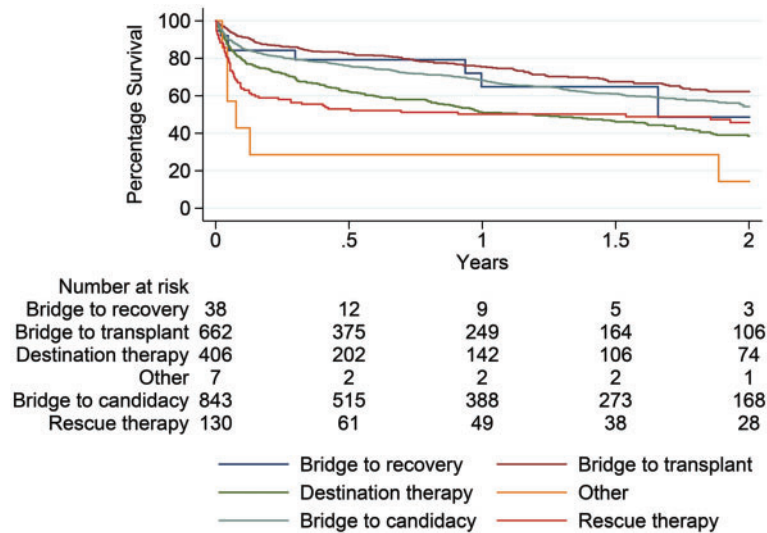 Percentage Survival
100
80
60
40
20
0
0 .5 1 1.5 2
Years
Number at risk
Bridge to recovery 38 12 9 5 3
Bridge to transplant 662 375 249 164 106
Destination therapy 406 202 142 106 74
Other 7 2 2 2 1
Bridge to candidacy 843 515 388 273 168
Rescue therapy 130 61 49 38 28
Bridge to recovery Bridge to transplant
Destination therapy Other
Bridge to candidacy Rescue therapy